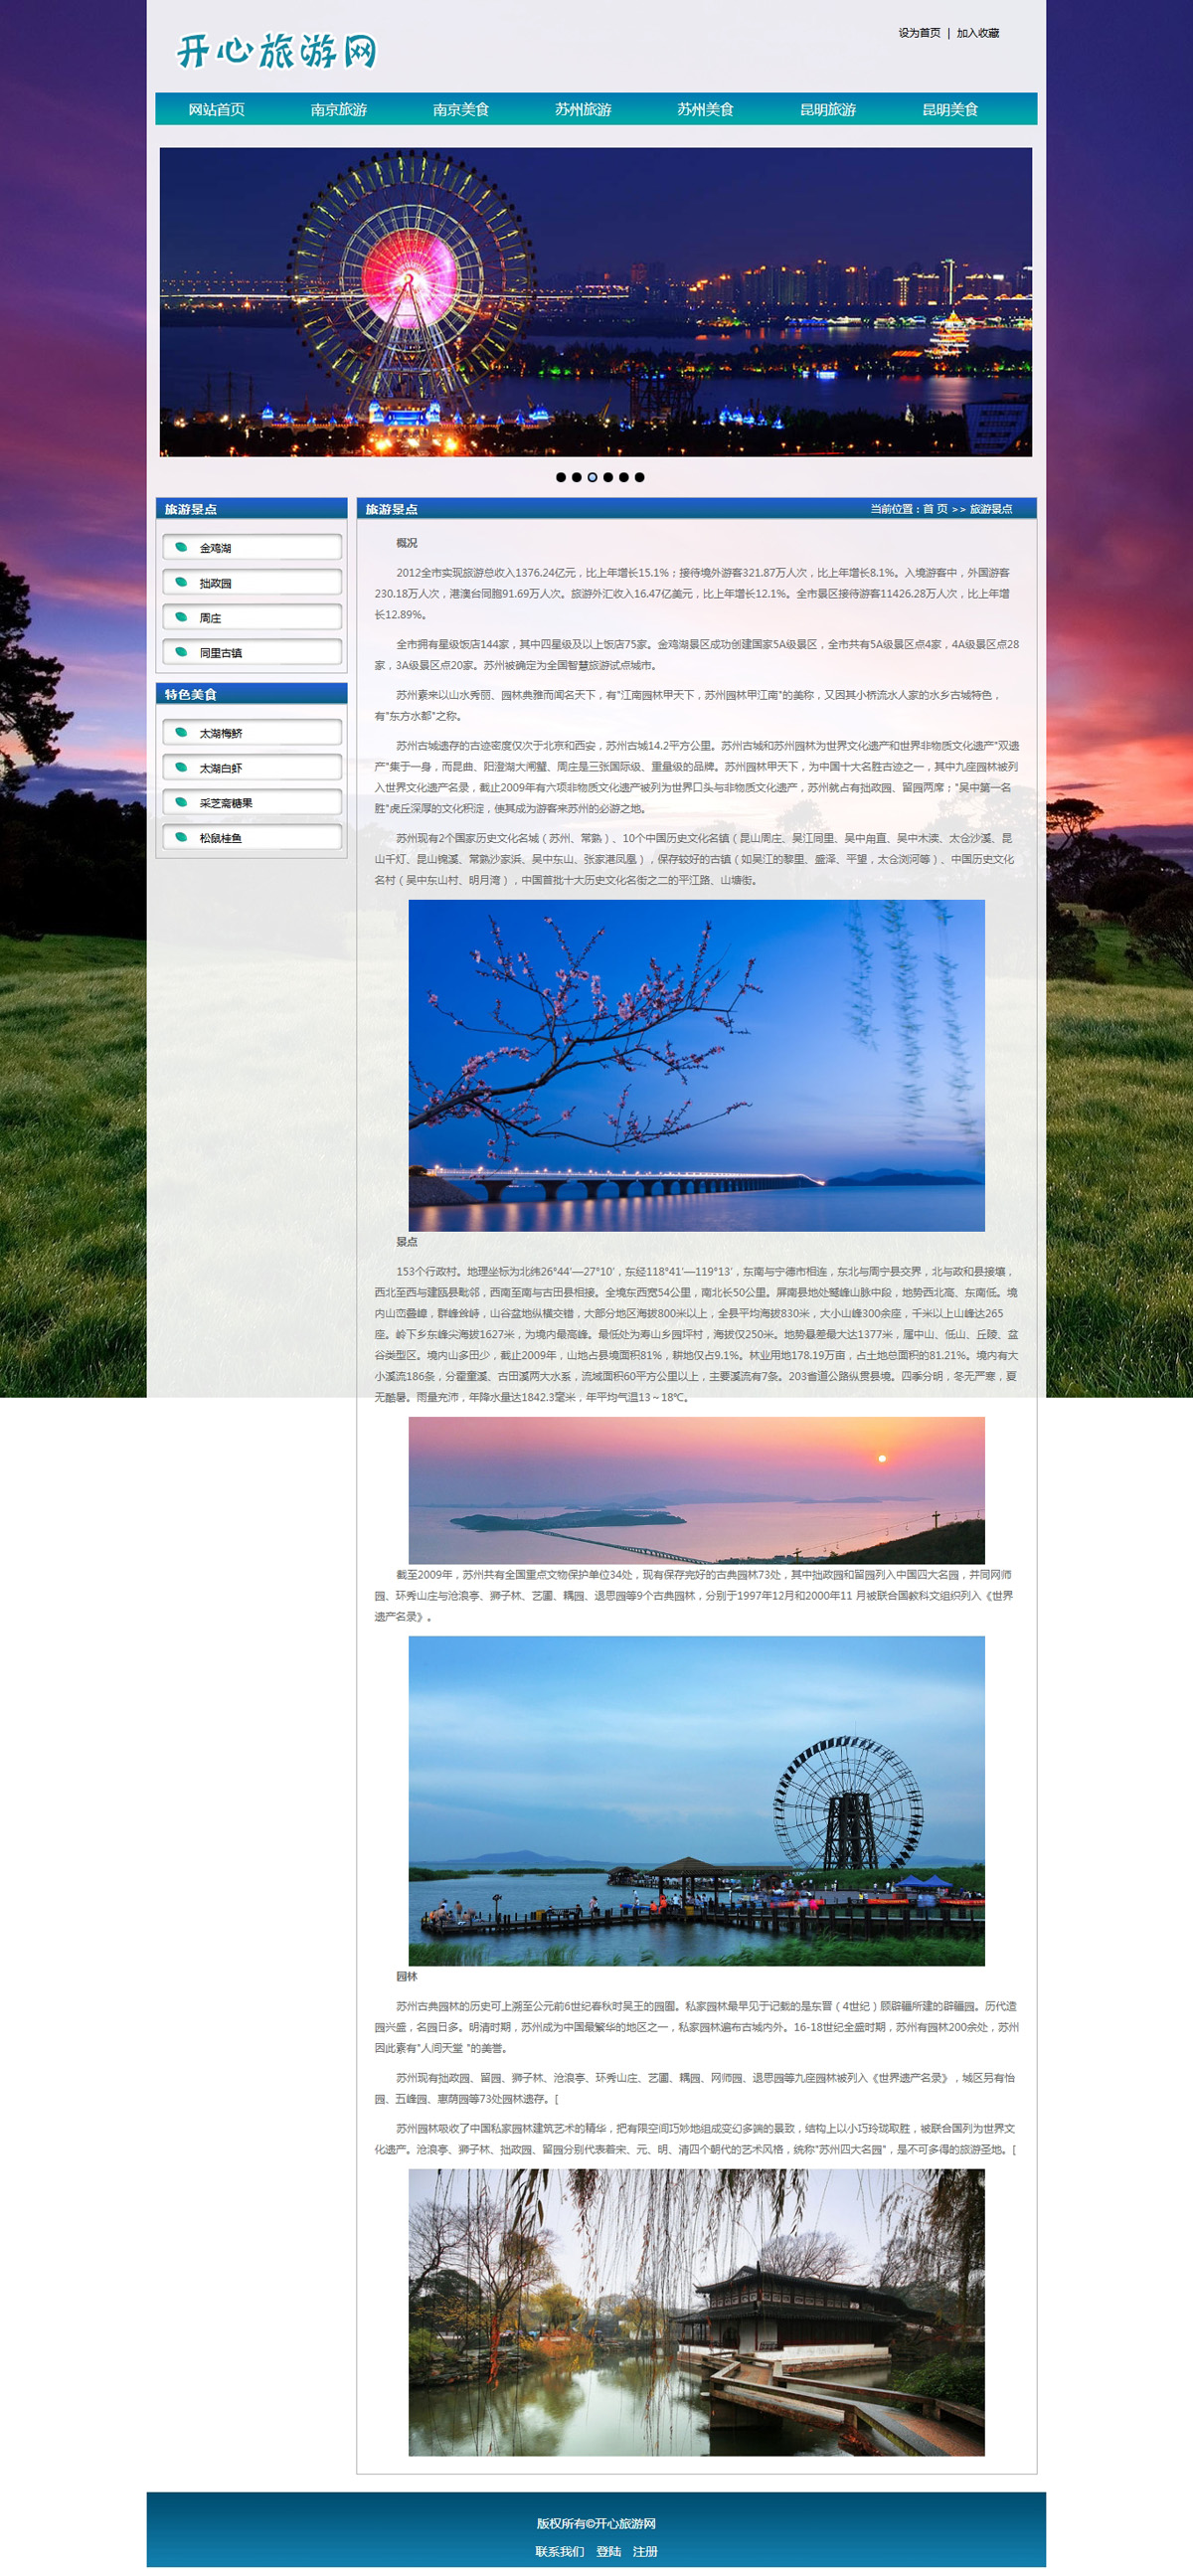 开心旅游网
设为首页 | 加入收藏
网站首页 南京旅游 南京美食 苏州旅游 苏州美食 昆明旅游 昆明美食
旅游景点
金鸡湖
拙政园
周庄
同里古镇
特色美食
太湖梅鲚
太湖白虾
采芝斋糖果
松鼠桂鱼
旅游景点 当前位置：首 页 >> 旅游景点
概况
2012全市实现旅游总收入1376.24亿元，比上年增长15.1%；接待境外游客321.87万人次，比上年增长8.1%。入境游客中，外国游客
230.18万人次，港澳台同胞91.69万人次。旅游外汇收入16.47亿美元，比上年增长12.1%。全市景区接待游客11426.28万人次，比上年增
长12.89%。
全市拥有星级饭店144家，其中四星级及以上饭店75家。金鸡湖景区成功创建国家5A级景区，全市共有5A级景区点4家，4A级景区点28
家，3A级景区点20家。苏州被确定为全国智慧旅游试点城市。
苏州素来以山水秀丽、园林典雅而闻名天下，有"江南园林甲天下，苏州园林甲江南"的美称，又因其小桥流水人家的水乡古城特色，
有"东方水都"之称。
苏州古城遗存的古迹密度仅次于北京和西安，苏州古城14.2平方公里。苏州古城和苏州园林为世界文化遗产和世界非物质文化遗产"双遗
产"集于一身，而昆曲、阳澄湖大闸蟹、周庄是三张国际级、重量级的品牌。苏州园林甲天下，为中国十大名胜古迹之一，其中九座园林被列
入世界文化遗产名录，截止2009年有六项非物质文化遗产被列为世界口头与非物质文化遗产，苏州就占有拙政园、留园两席；"吴中第一名
胜"虎丘深厚的文化积淀，使其成为游客来苏州的必游之地。
苏州现有2个国家历史文化名城（苏州、常熟）、10个中国历史文化名镇（昆山周庄、吴江同里、吴中甪直、吴中木渎、太仓沙溪、昆
山千灯、昆山锦溪、常熟沙家浜、吴中东山、张家港凤凰），保存较好的古镇（如吴江的黎里、盛泽、平望，太仓浏河等）、中国历史文化
名村（吴中东山村、明月湾），中国首批十大历史文化名街之二的平江路、山塘街。
景点
153个行政村。地理坐标为北纬26°44′—27°10′，东经118°41′—119°13′，东南与宁德市相连，东北与周宁县交界，北与政和县接壤，
西北至西与建瓯县毗邻，西南至南与古田县相接。全境东西宽54公里，南北长50公里。屏南县地处鹫峰山脉中段，地势西北高、东南低。境
内山峦叠嶂，群峰耸峙，山谷盆地纵横交错，大部分地区海拔800米以上，全县平均海拔830米，大小山峰300余座，千米以上山峰达265
座。岭下乡东峰尖海拔1627米，为境内最高峰。最低处为寿山乡园坪村，海拔仅250米。地势悬差最大达1377米，属中山、低山、丘陵、盆
谷类型区。境内山多田少，截止2009年，山地占县境面积81%，耕地仅占9.1%。林业用地178.19万亩，占土地总面积的81.21%。境内有大
小溪流186条，分霍童溪、古田溪两大水系，流域面积60平方公里以上，主要溪流有7条。203省道公路纵贯县境。四季分明，冬无严寒，夏
无酷暑。雨量充沛，年降水量达1842.3毫米，年平均气温13～18℃。
截至2009年，苏州共有全国重点文物保护单位34处，现有保存完好的古典园林73处，其中拙政园和留园列入中国四大名园，并同网师
园、环秀山庄与沧浪亭、狮子林、艺圃、耦园、退思园等9个古典园林，分别于1997年12月和2000年11 月被联合国教科文组织列入《世界
遗产名录》。
园林
苏州古典园林的历史可上溯至公元前6世纪春秋时吴王的园囿。私家园林最早见于记载的是东晋（4世纪）顾辟疆所建的辟疆园。历代造
园兴盛，名园日多。明清时期，苏州成为中国最繁华的地区之一，私家园林遍布古城内外。16-18世纪全盛时期，苏州有园林200余处，苏州
因此素有"人间天堂 "的美誉。
苏州现有拙政园、留园、狮子林、沧浪亭、环秀山庄、艺圃、耦园、网师园、退思园等九座园林被列入《世界遗产名录》，城区另有怡
园、五峰园、惠荫园等73处园林遗存。[
苏州园林吸收了中国私家园林建筑艺术的精华，把有限空间巧妙地组成变幻多端的景致，结构上以小巧玲珑取胜，被联合国列为世界文
化遗产。沧浪亭、狮子林、拙政园、留园分别代表着宋、元、明、清四个朝代的艺术风格，统称"苏州四大名园"，是不可多得的旅游圣地。[
版权所有©开心旅游网
联系我们 登陆 注册